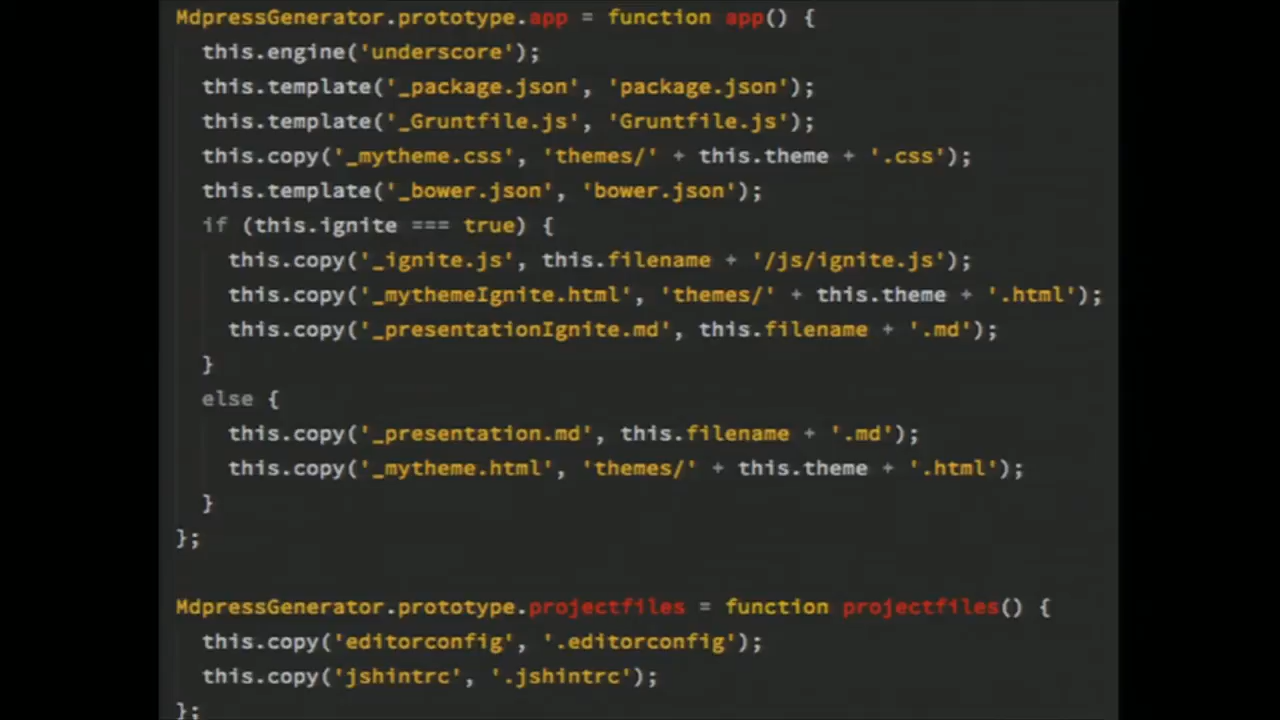 MdpressGenerator.prototype.app = function app() {
this.engine('underscore');
this.template('_package.json', 'package.json');
this.template('_Gruntfile.js', 'Gruntfile.js');
this.copy('_mytheme.css', 'themes/' + this.theme + '.css');
this.template('_bower.json', 'bower.json');
if (this.ignite === true) {
this.copy('_ignite.js', this.filename + '/js/ignite.js');
this.copy('_mythemeIgnite.html', 'themes/' + this.theme + '.html');
this.copy('_presentationIgnite.md', this.filename + '.md');
}
else {
this.copy('_presentation.md', this.filename + '.md');
this.copy('_mytheme.html', 'themes/' + this.theme + '.html');
}
};
MdpressGenerator.prototype.projectfiles = function projectfiles() {
this.copy('editorconfig', '.editorconfig');
this.copy('jshintrc', '.jshintrc');
};